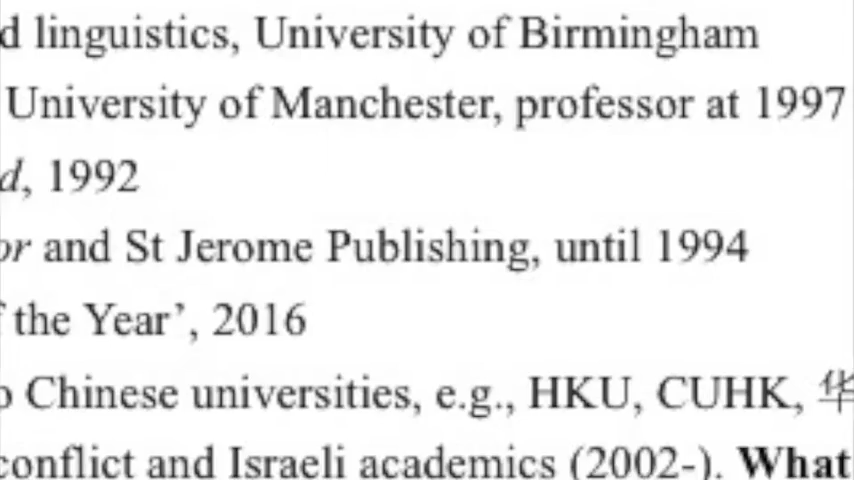 linguistics, University of Birmingham
University of Manchester, professor at 1997
1992
and St Jerome Publishing, until 1994
the Year’, 2016
Chinese universities, e.g., HKU, CUHK, 华
conflict and Israeli academics (2002-). What